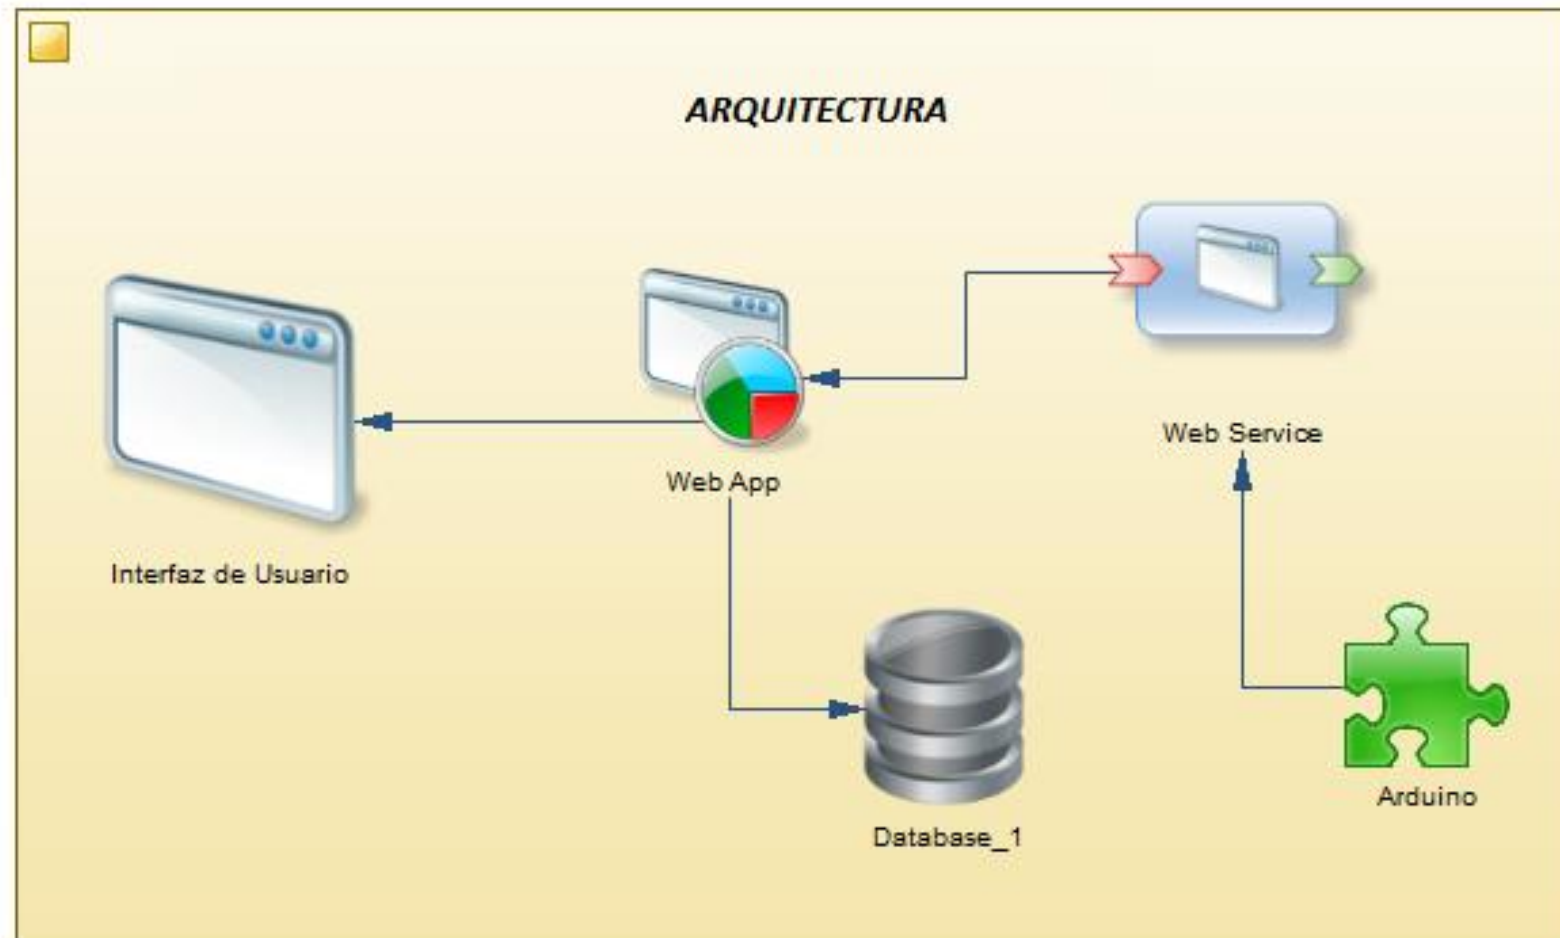 ARQUITECTURA
Web Service
Web App
Interfaz de Usuario
Arduino
Database_1